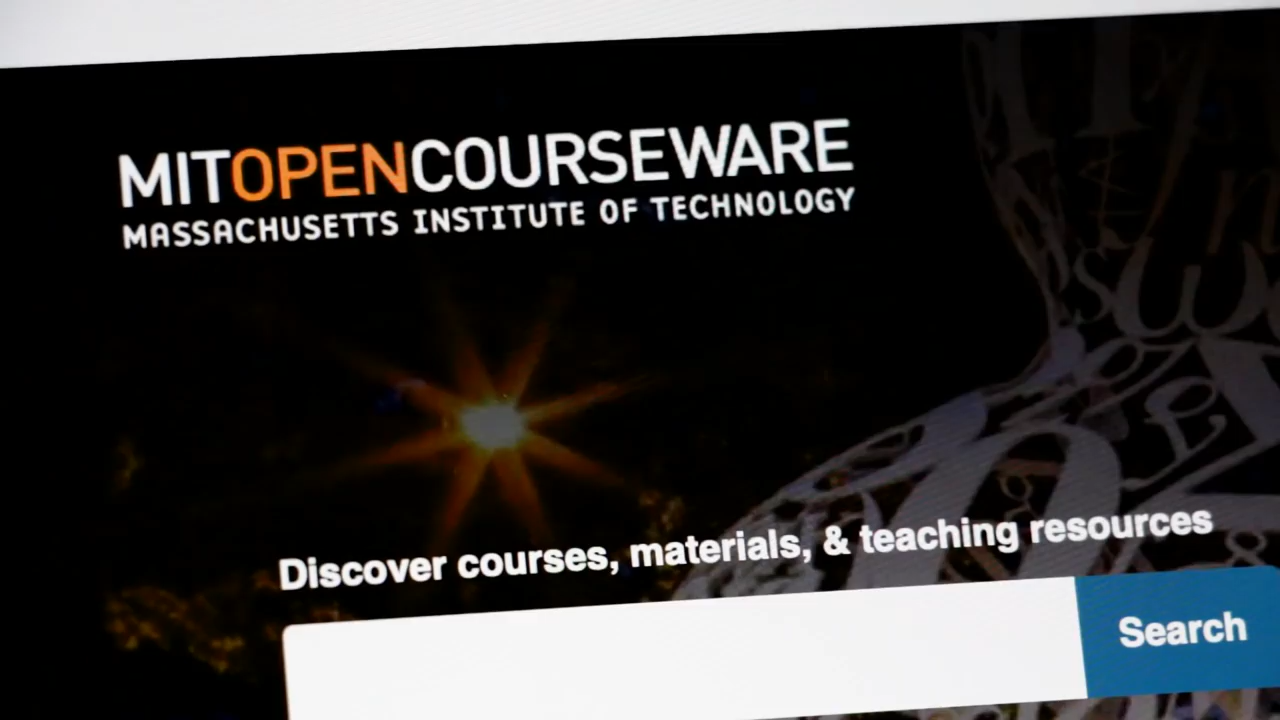 MITOPENCOURSEWARE
MASSACHUSETTS INSTITUTE OF TECHNOLOGY
Discover courses, materials, & teaching resources
Search